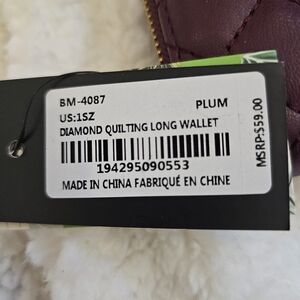 BM-4087 PLUM
US:1SZ
DIAMOND QUILTING LONG WALLET
194295090553
MADE IN CHINA FABRIQUÉ EN CHINE
MSRP:$59.00